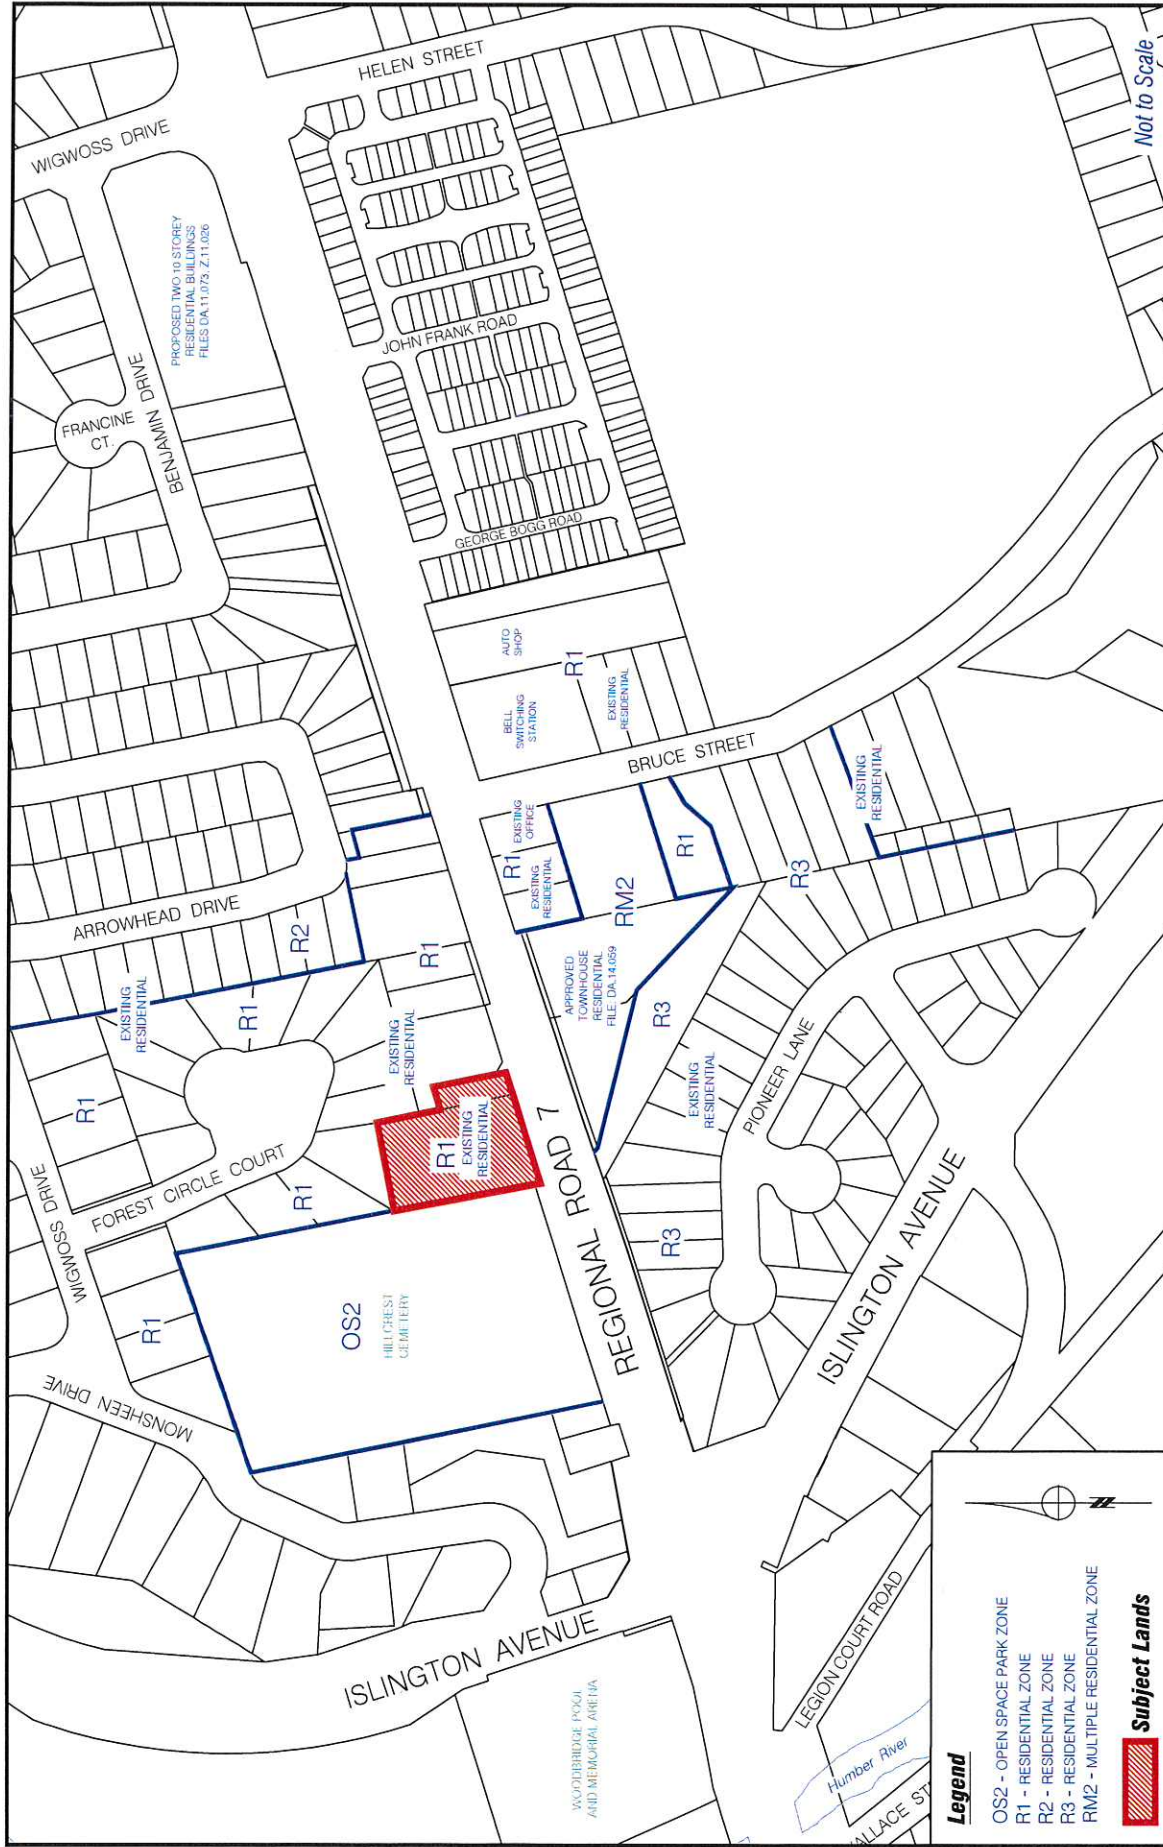 HELEN STREET
WIGWOSS DRIVE
PROPOSED TWO 10 STOREY
RESIDENTIAL BUILDINGS
FILES DA.11.073, Z.11.026
Not to Scale
JOHN FRANK ROAD
FRANCINE
CT.
BENJAMIN DRIVE
GEORGE BOGG ROAD
AUTO
SHOP
R1
BELL
SWITCHING
STATION
EXISTING
RESIDENTIAL
BRUCE STREET
EXISTING
RESIDENTIAL
EXISTING
OFFICE
R1
EXISTING
RESIDENTIAL
R1
RM2
R3
ARROWHEAD DRIVE
R2
R1
APPROVED
TOWNHOUSE
RESIDENTIAL
FILE: DA.14.059
R3
EXISTING
RESIDENTIAL
R1
EXISTING
RESIDENTIAL
R1
EXISTING
RESIDENTIAL
PIONEER LANE
R1
EXISTING
RESIDENTIAL
REGIONAL ROAD 7
FOREST CIRCLE COURT
R1
WIGWOSS DRIVE
R3
ISLINGTON AVENUE
R1
OS2
HILLCREST
CEMETERY
MONSHEEN DRIVE
ISLINGTON AVENUE
WOODBRIDGE POOL
AND MEMORIAL ARENA
LEGION COURT ROAD
Humber River
WALLACE ST
Legend
OS2 - OPEN SPACE PARK ZONE
R1 - RESIDENTIAL ZONE
R2 - RESIDENTIAL ZONE
R3 - RESIDENTIAL ZONE
RM2 - MULTIPLE RESIDENTIAL ZONE
Subject Lands
N